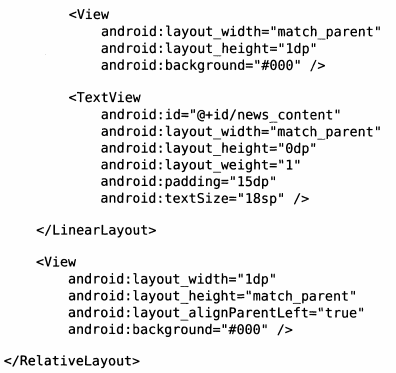 <View
android:layout_width="match_parent"
android:layout_height="1dp"
android:background="#000" />
<TextView
android:id="@+id/news_content"
android:layout_width="match_parent"
android:layout_height="0dp"
android:layout_weight="1"
android:padding="15dp"
android:textSize="18sp" />
</LinearLayout>
<View
android:layout_width="1dp"
android:layout_height="match_parent"
android:layout_alignParentLeft="true"
android:background="#000" />
</RelativeLayout>